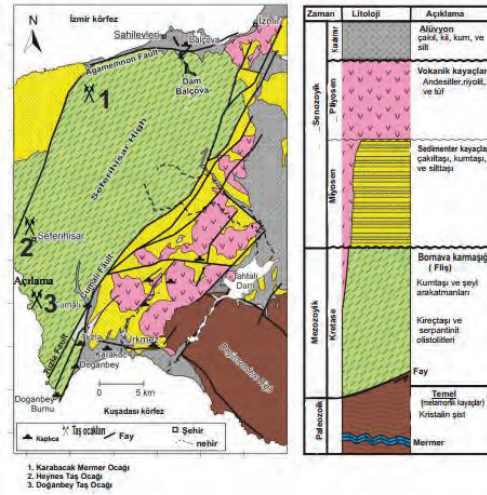 İzmir körfez
N
Sahilevleri
Balçova
İzmir
Agamemnon Fault
Dam
Balçova
1
Seferihisar High
2
Seferihisar
Açılama
3
Cumalı
Cumalı Fault
Tahtalı
Dam
Tuzla Fault
Tuzla
Ürkmez
Karakoç
Doğanbey
Doğanbey
Burnu
0 5 km
Kuşadası körfez
Kaplıca
Taş ocakları
Fay
Şehir
nehir
1. Karabacak Mermer Ocağı
2. Heynes Taş Ocağı
3. Doğanbey Taş Ocağı
Zaman Litoloji Açıklama
Senozoyik
Pliyosen
Miyosen
Mezozoyik
Kretase
Paleozoik
Alüvyon
çakıl, kil, kum, ve
silt
Vokanik kayaçlar
Andesitler,riyolit,
ve tüf
Sedimenter kayaçla
çakıltaşı, kumtaşı,
ve silttaşı
Bornava karmaşığ
( Fliş)
Kumtaşı ve şeyl
arakatmanları
Kireçtaşı ve
serpantinit
olistolitleri
Fay
Temel
(metamorfik kayaçlar)
Kristalin şist
Mermer